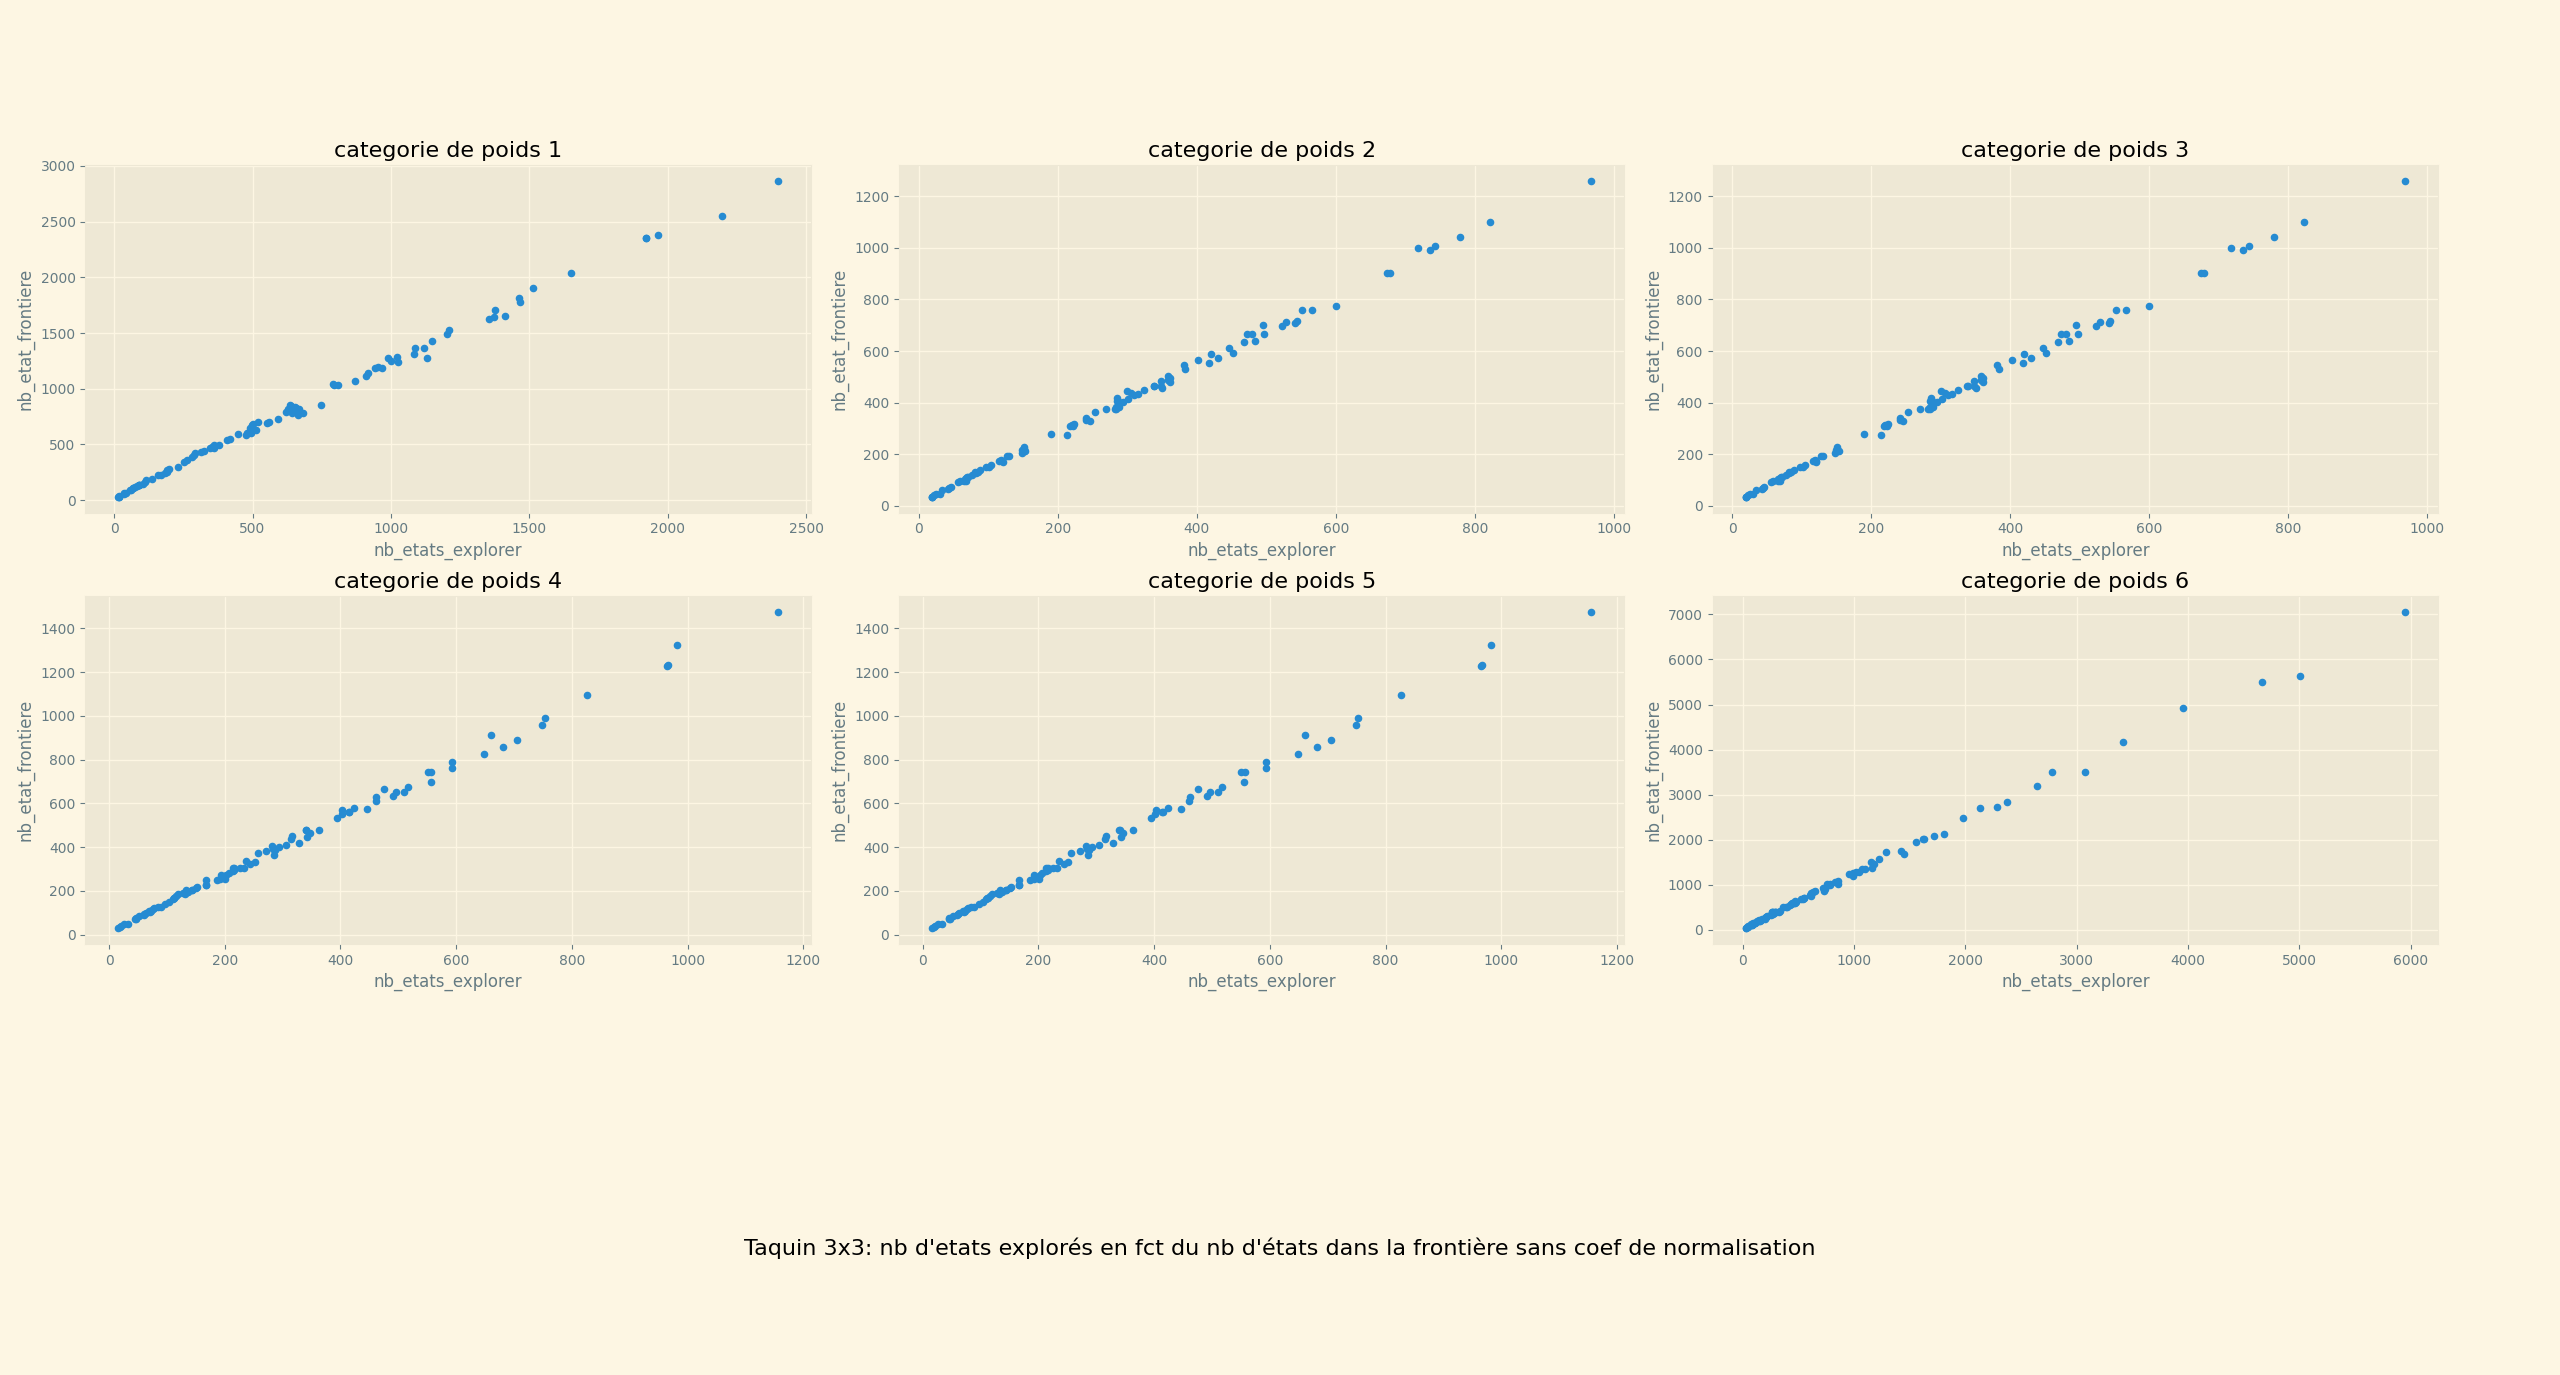 categorie de poids 1
3000
2500
2000
1500
1000
500
0
nb_etat_frontiere
0 500 1000 1500 2000 2500
nb_etats_explorer
categorie de poids 2
1200
1000
800
600
400
200
0
nb_etat_frontiere
0 200 400 600 800 1000
nb_etats_explorer
categorie de poids 3
1200
1000
800
600
400
200
0
nb_etat_frontiere
0 200 400 600 800 1000
nb_etats_explorer
categorie de poids 4
1400
1200
1000
800
600
400
200
0
nb_etat_frontiere
0 200 400 600 800 1000 1200
nb_etats_explorer
categorie de poids 5
1400
1200
1000
800
600
400
200
0
nb_etat_frontiere
0 200 400 600 800 1000 1200
nb_etats_explorer
categorie de poids 6
7000
6000
5000
4000
3000
2000
1000
0
nb_etat_frontiere
0 1000 2000 3000 4000 5000 6000
nb_etats_explorer
Taquin 3x3: nb d'etats explorés en fct du nb d'états dans la frontière sans coef de normalisation